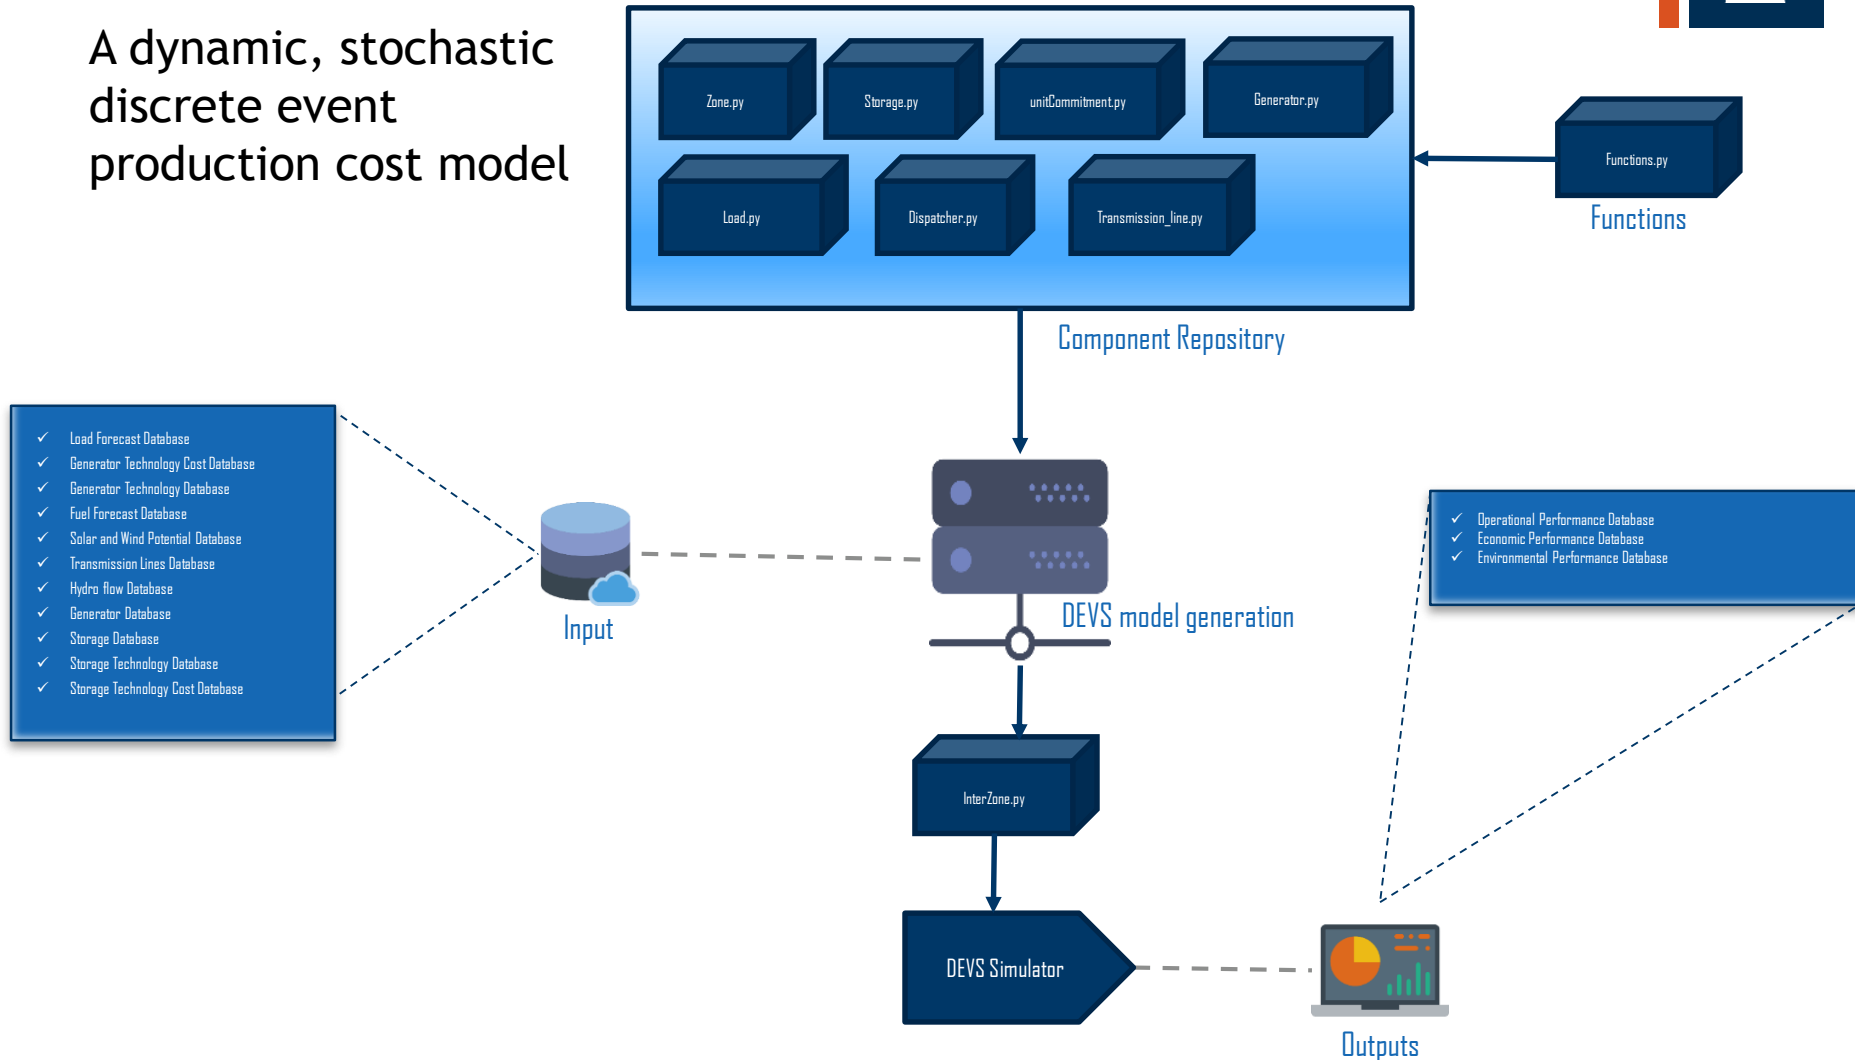 A dynamic, stochastic
discrete event
production cost model
Zone.py
Storage.py
unitCommitment.py
Generator.py
Load.py
Dispatcher.py
Transmission_line.py
Functions.py
Functions
Component Repository
✓ Load Forecast Database
✓ Generator Technology Cost Database
✓ Generator Technology Database
✓ Fuel Forecast Database
✓ Solar and Wind Potential Database
✓ Transmission Lines Database
✓ Hydro flow Database
✓ Generator Database
✓ Storage Database
✓ Storage Technology Database
✓ Storage Technology Cost Database
Input
DEVS model generation
✓ Operational Performance Database
✓ Economic Performance Database
✓ Environmental Performance Database
InterZone.py
DEVS Simulator
Outputs